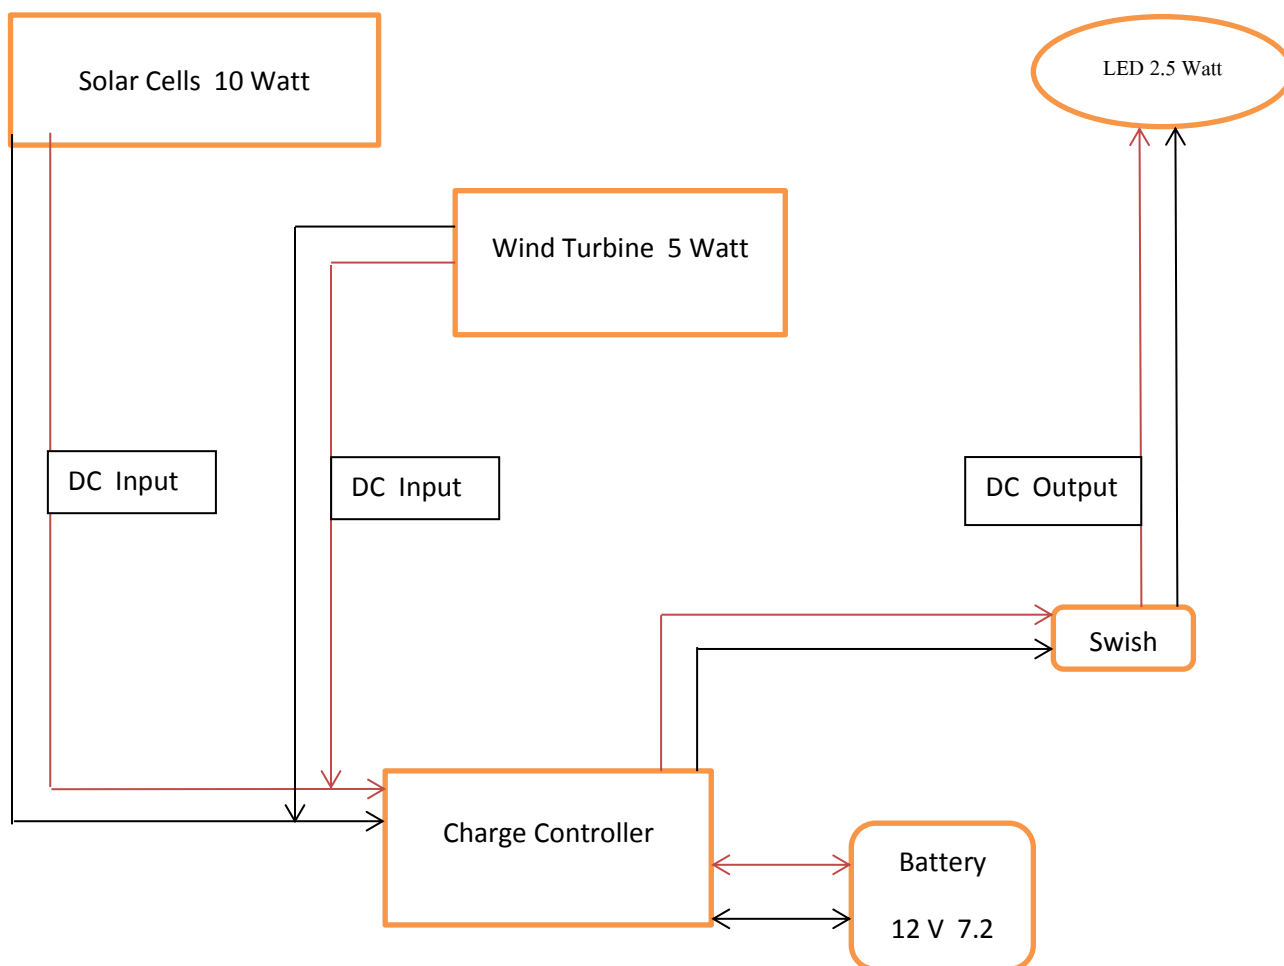 Solar Cells  10 Watt
LED 2.5 Watt
Wind Turbine  5 Watt
DC  Input
DC  Input
DC  Output
Swish
Charge Controller
Battery
12 V  7.2